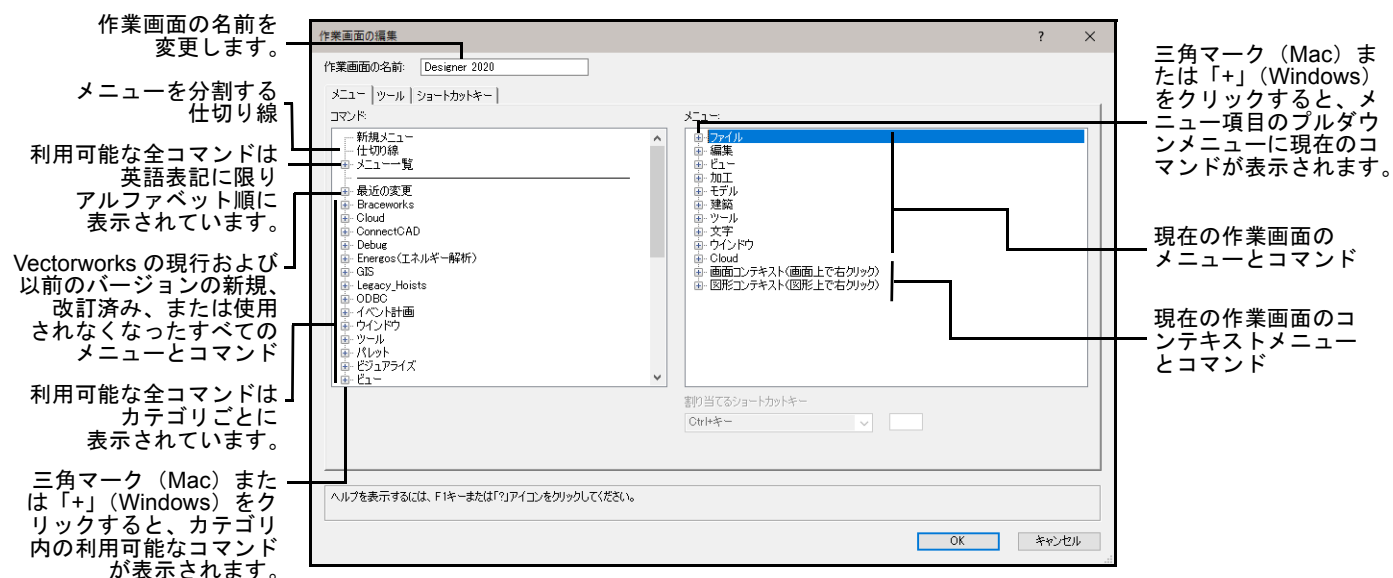 作業画面の名前を
変更します。
メニューを分割する
仕切り線
利用可能な全コマンドは
英語表記に限り
アルファベット順に
表示されています。
Vectorworks の現行および
以前のバージョンの新規、
改訂済み、または使用
されなくなったすべての
メニューとコマンド
利用可能な全コマンドは
カテゴリごとに
表示されています。
三角マーク（Mac）また
は「+」（Windows）をク
リックすると、カテゴリ
内の利用可能なコマンド
が表示されます。
作業画面の編集
?
作業画面の名前:
Designer 2020
メニュー
ツール
ショートカットキー
コマンド:
新規メニュー
仕切り線
メニュー一覧
最近の変更
Braceworks
Cloud
ConnectCAD
Debug
Energos(エネルギー解析)
GIS
Legacy_Hoists
ODBC
イベント計画
ウインドウ
ツール
パレット
ビジュアライズ
ビュー
メニュー:
ファイル
編集
ビュー
加工
モデル
建築
ツール
文字
ウインドウ
Cloud
画面コンテキスト(画面上で右クリック)
図形コンテキスト(図形上で右クリック)
割り当てるショートカットキー
Ctrl+キー
ヘルプを表示するには、F1キーまたは「?」アイコンをクリックしてください。
OK
キャンセル
三角マーク（Mac）ま
たは「+」（Windows）
をクリックすると、メ
ニュー項目のプルダウ
ンメニューに現在のコ
マンドが表示されます。
現在の作業画面の
メニューとコマンド
現在の作業画面のコ
ンテキストメニュー
とコマンド